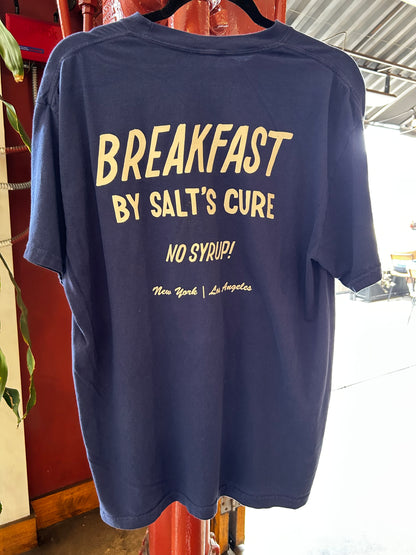 BREAKFAST
BY SALT'S CURE
NO SYRUP!
New York | Los Angeles